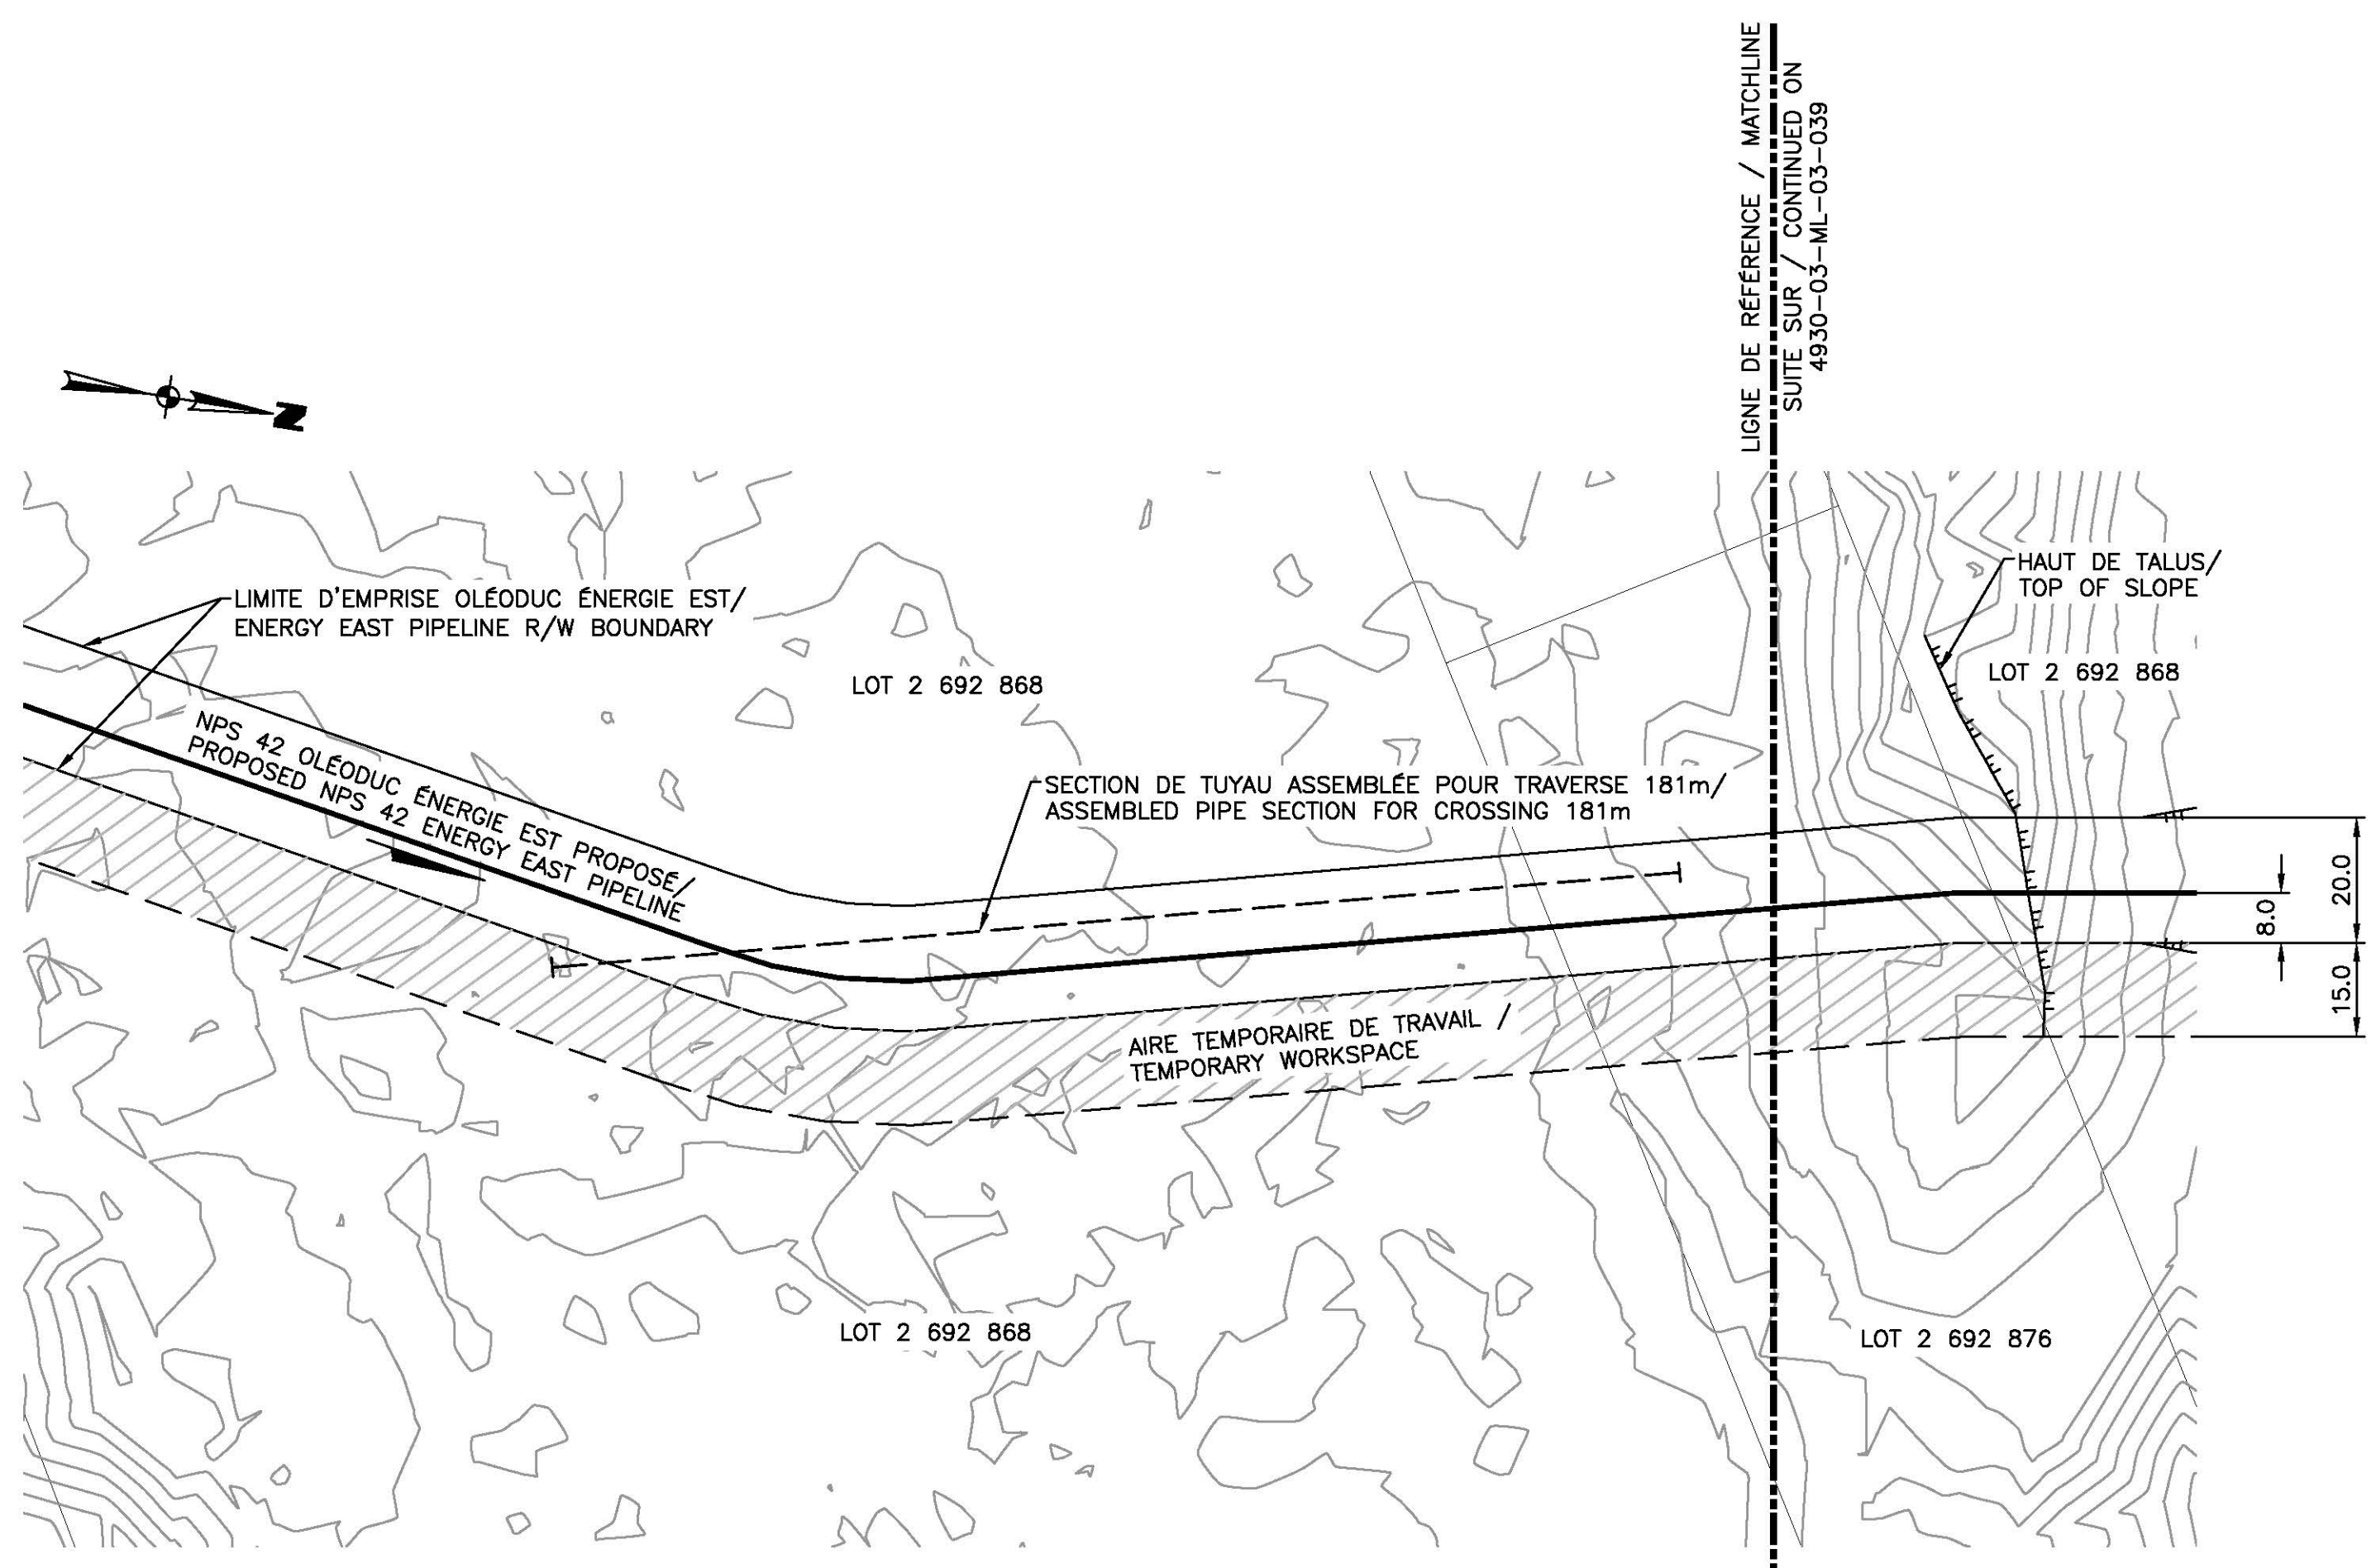 LIGNE DE RÉFÉRENCE / MATCHLINE
SUITE SUR / CONTINUED ON
4930-03-ML-03-039
N
HAUT DE TALUS/
TOP OF SLOPE
LIMITE D'EMPRISE OLÉODUC ÉNERGIE EST/
ENERGY EAST PIPELINE R/W BOUNDARY
LOT 2 692 868
LOT 2 692 868
NPS 42 OLÉODUC ÉNERGIE EST PROPOSÉ/
PROPOSED NPS 42 ENERGY EAST PIPELINE
SECTION DE TUYAU ASSEMBLÉE POUR TRAVERSE 181m/
ASSEMBLED PIPE SECTION FOR CROSSING 181m
8.0
20.0
15.0
AIRE TEMPORAIRE DE TRAVAIL /
TEMPORARY WORKSPACE
LOT 2 692 868
LOT 2 692 876